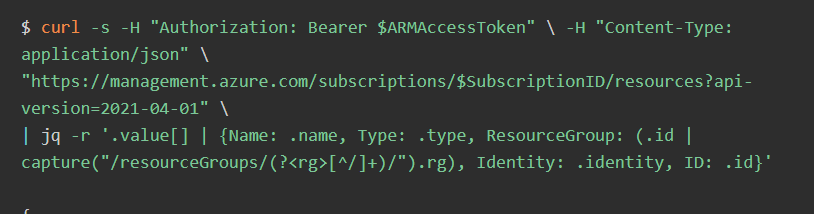 $ curl -s -H "Authorization: Bearer $ARMAccessToken" \ -H "Content-Type:
application/json" \
"https://management.azure.com/subscriptions/$SubscriptionID/resources?api-
version=2021-04-01" \
| jq -r '.value[] | {Name: .name, Type: .type, ResourceGroup: (.id |
capture("/resourceGroups/(?<rg>[^/]+)/").rg), Identity: .identity, ID: .id}'